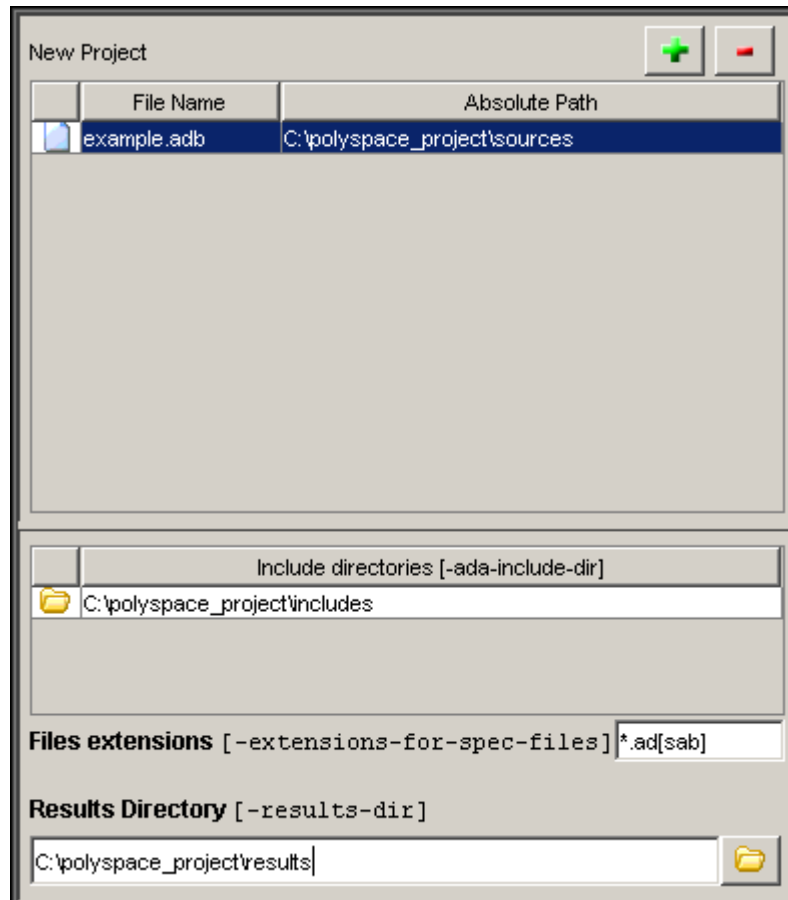 New Project
File Name Absolute Path
example.adb C:\polyspace_project\sources
Include directories [-ada-include-dir]
C:\polyspace_project\includes
Files extensions [-extensions-for-spec-files] *.ad[sab]
Results Directory [-results-dir]
C:\polyspace_project\results